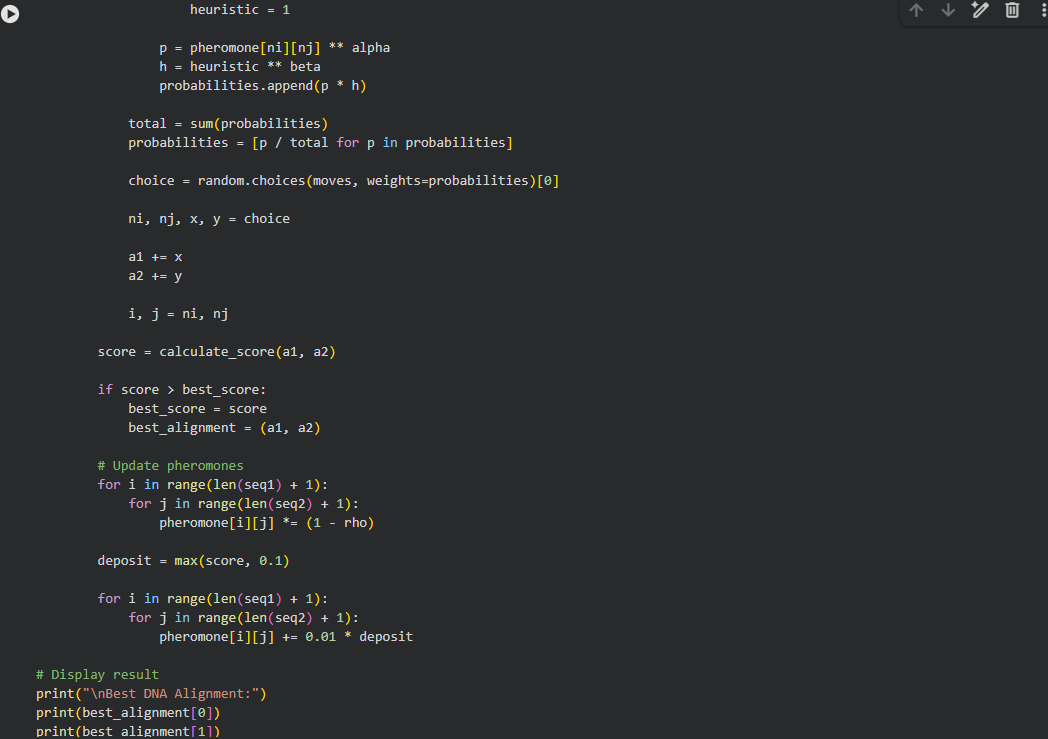 heuristic = 1
p = pheromone[ni][nj] ** alpha
h = heuristic ** beta
probabilities.append(p * h)
total = sum(probabilities)
probabilities = [p / total for p in probabilities]
choice = random.choices(moves, weights=probabilities)[0]
ni, nj, x, y = choice
a1 += x
a2 += y
i, j = ni, nj
score = calculate_score(a1, a2)
if score > best_score:
best_score = score
best_alignment = (a1, a2)
# Update pheromones
for i in range(len(seq1) + 1):
for j in range(len(seq2) + 1):
pheromone[i][j] *= (1 - rho)
deposit = max(score, 0.1)
for i in range(len(seq1) + 1):
for j in range(len(seq2) + 1):
pheromone[i][j] += 0.01 * deposit
# Display result
print("\nBest DNA Alignment:")
print(best_alignment[0])
print(best_alignment[1])